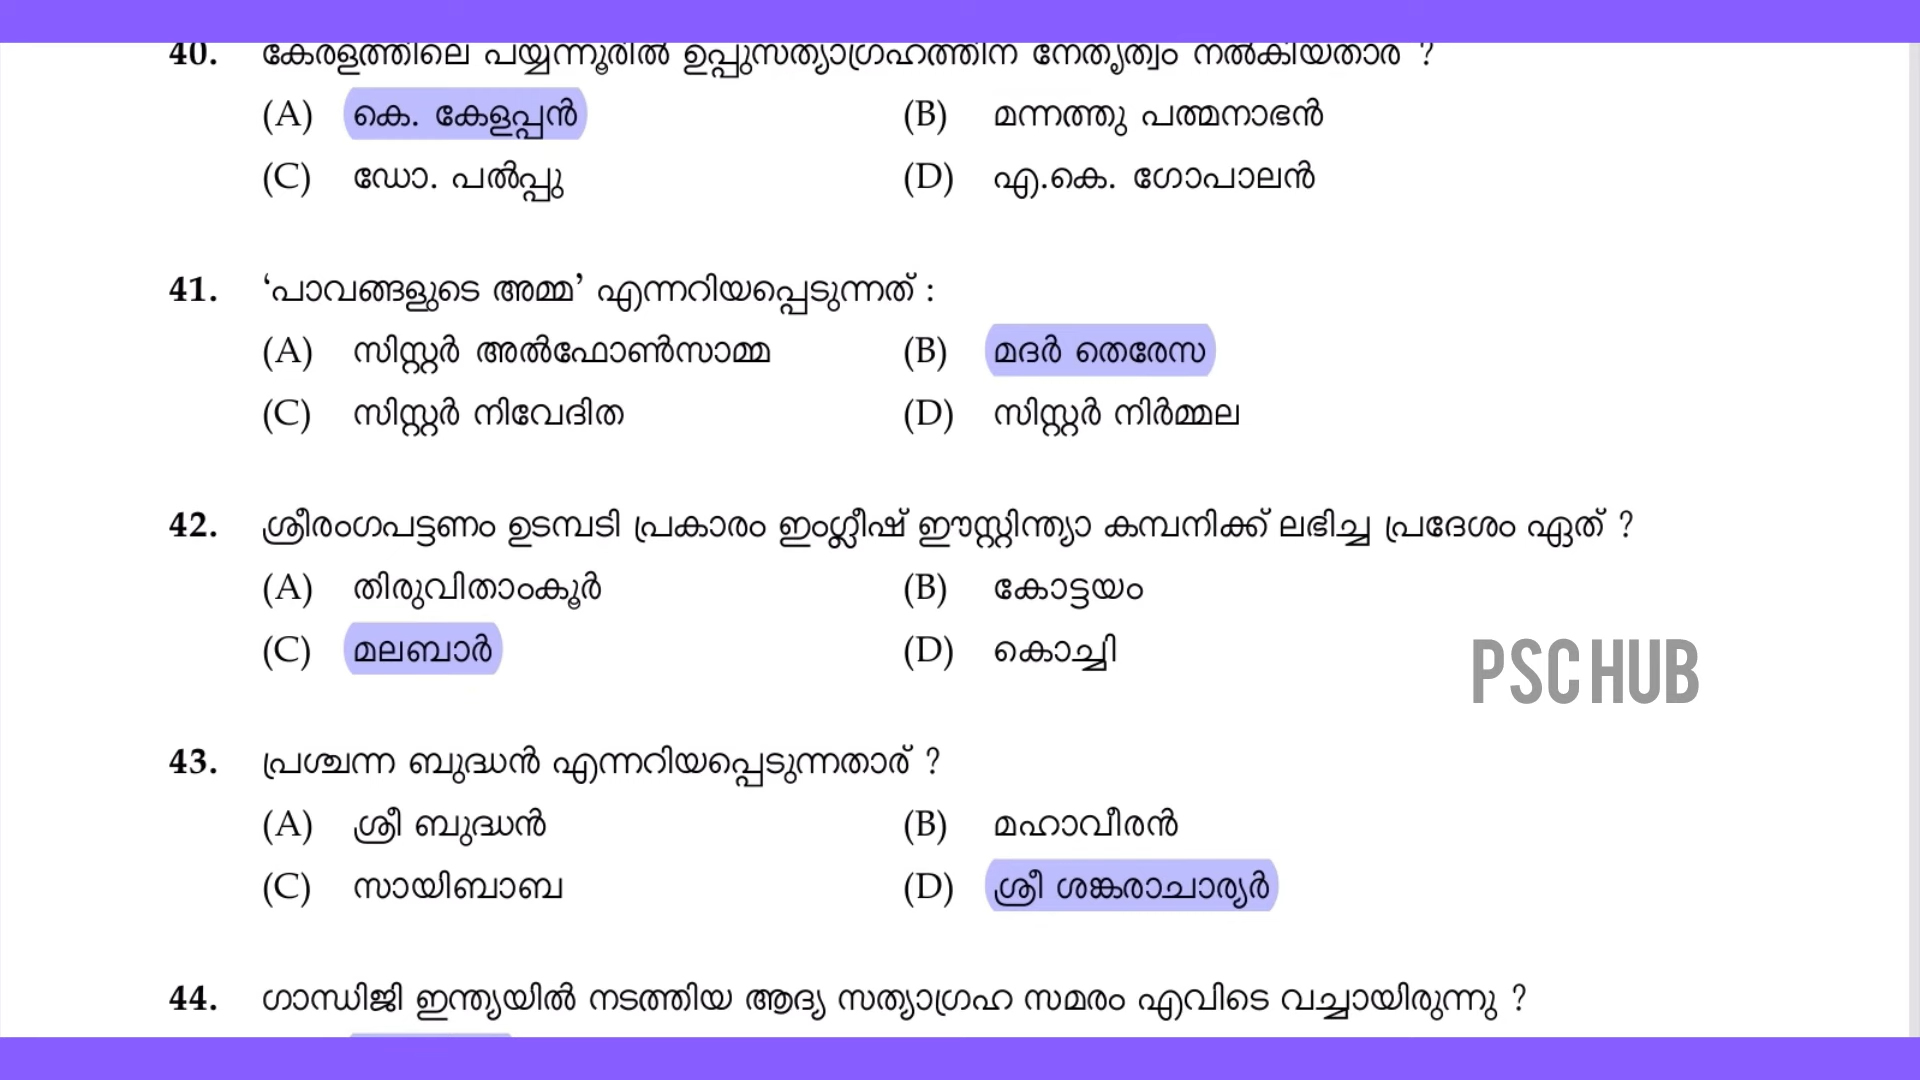 40. കേരളത്തിലെ പയ്യന്നൂരിൽ ഉപ്പുസത്യാഗ്രഹത്തിന് നേതൃത്വം നൽകിയതാര് ?
(A) കെ. കേളപ്പൻ (B) മന്നത്തു പത്മനാഭൻ
(C) ഡോ. പൽപ്പു (D) എ.കെ. ഗോപാലൻ
41. ‘പാവങ്ങളുടെ അമ്മ’ എന്നറിയപ്പെടുന്നത് :
(A) സിസ്റ്റർ അൽഫോൺസാമ്മ (B) മദർ തെരേസ
(C) സിസ്റ്റർ നിവേദിത (D) സിസ്റ്റർ നിർമ്മല
42. ശ്രീരംഗപട്ടണം ഉടമ്പടി പ്രകാരം ഇംഗ്ലീഷ് ഈസ്റ്റിന്ത്യാ കമ്പനിക്ക് ലഭിച്ച പ്രദേശം ഏത് ?
(A) തിരുവിതാംകൂർ (B) കോട്ടയം
(C) മലബാർ (D) കൊച്ചി
PSC HUB
43. പ്രശ്ചന്ന ബുദ്ധൻ എന്നറിയപ്പെടുന്നതാര് ?
(A) ശ്രീ ബുദ്ധൻ (B) മഹാവീരൻ
(C) സായിബാബ (D) ശ്രീ ശങ്കരാചാര്യർ
44. ഗാന്ധിജി ഇന്ത്യയിൽ നടത്തിയ ആദ്യ സത്യാഗ്രഹ സമരം എവിടെ വച്ചായിരുന്നു ?